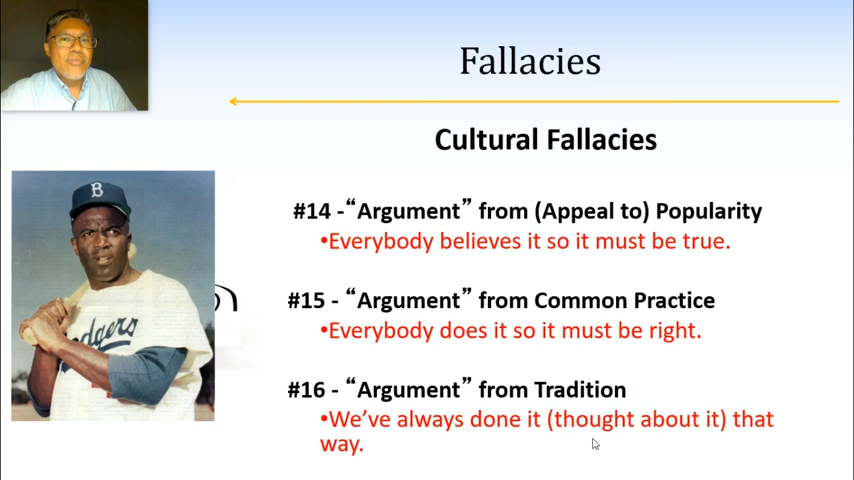 Fallacies
Cultural Fallacies
#14 -“Argument” from (Appeal to) Popularity
•Everybody believes it so it must be true.
B
Dodgers
#15 - “Argument” from Common Practice
•Everybody does it so it must be right.
#16 - “Argument” from Tradition
•We’ve always done it (thought about it) that
way.